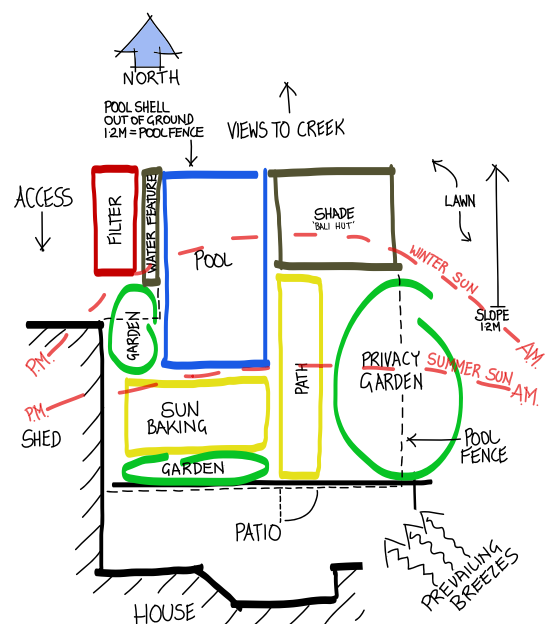 NORTH
POOL SHELL
OUT OF GROUND
1·2M = POOL FENCE
VIEWS TO CREEK
ACCESS
FILTER
WATER FEATURE
POOL
SHADE
'BALI HUT'
LAWN
WINTER SUN
SLOPE
1·2M
A.M.
GARDEN
P.M.
PATH
PRIVACY
GARDEN
SUMMER SUN
A.M.
P.M.
SHED
SUN
BAKING
GARDEN
POOL
FENCE
PATIO
PREVAILING
BREEZES
HOUSE